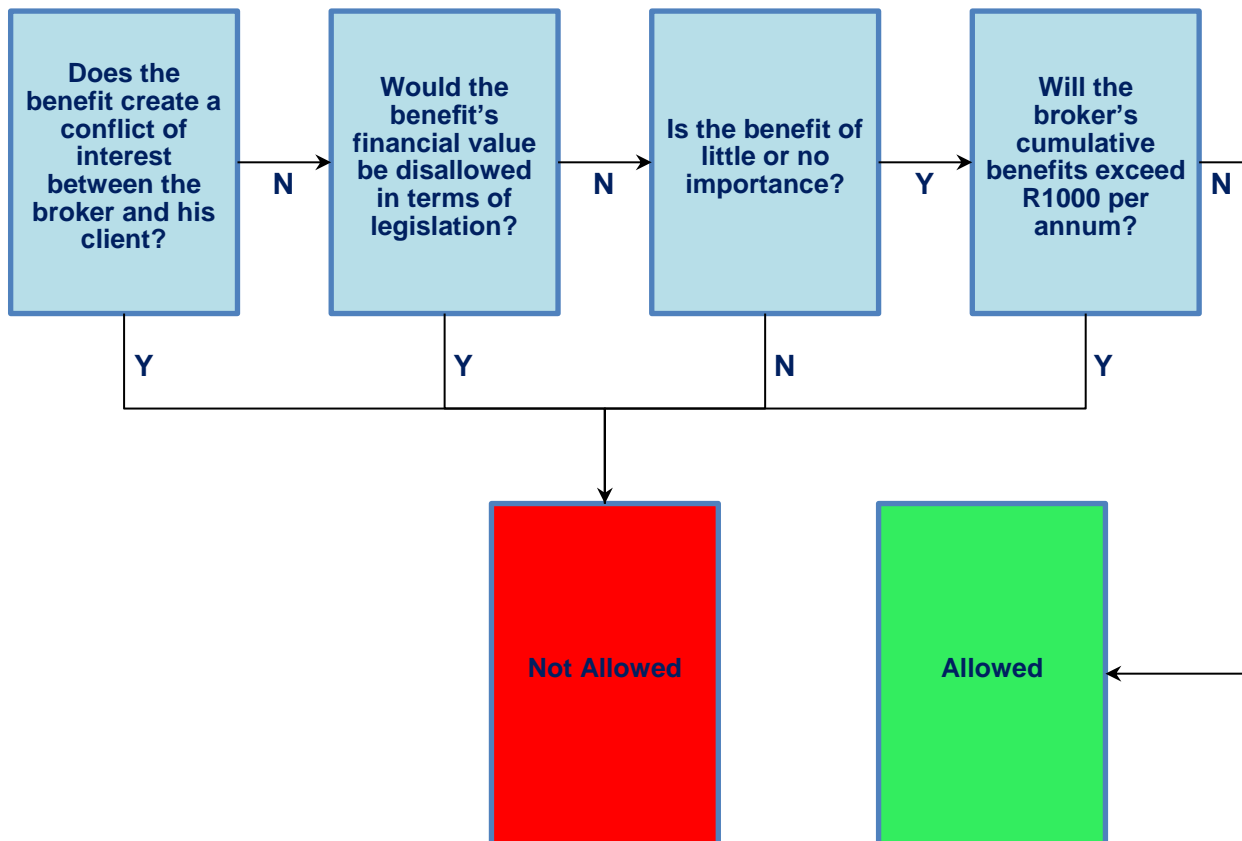 Does the
benefit create a
conflict of
interest
between the
broker and his
client?
N
Would the
benefit’s
financial value
be disallowed
in terms of
legislation?
N
Is the benefit of
little or no
importance?
Y
Will the
broker’s
cumulative
benefits exceed
R1000 per
annum?
N
Y
Y
N
Y
Not Allowed
Allowed